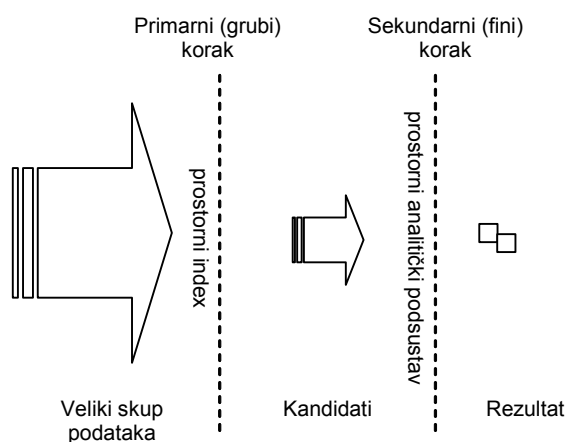 Primarni (grubi)
korak
Sekundarni (fini)
korak
prostorni index
prostorni analitički podsustav
Veliki skup
podataka
Kandidati
Rezultat